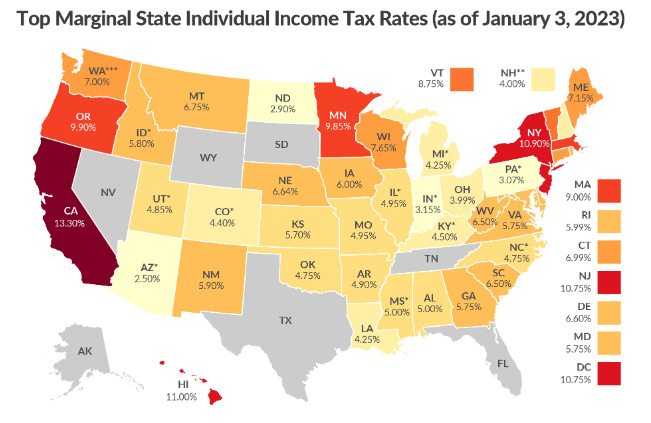 Top Marginal State Individual Income Tax Rates (as of January 3, 2023)
WA***
7.00%
OR
9.90%
CA
13.30%
NV
ID*
5.80%
MT
6.75%
WY
UT*
4.85%
AZ*
2.50%
CO*
4.40%
NM
5.90%
ND
2.90%
SD
NE
6.64%
KS
5.70%
OK
4.75%
TX
MN
9.85%
IA
6.00%
MO
4.95%
AR
4.90%
LA
4.25%
WI
7.65%
IL*
4.95%
MS*
5.00%
MI*
4.25%
IN*
3.15%
KY*
4.50%
TN
AL
5.00%
OH
3.99%
WV
6.50%
VA
5.75%
NC*
4.75%
SC
6.50%
GA
5.75%
FL
PA*
3.07%
NY
10.90%
ME
7.15%
VT
8.75%
NH**
4.00%
MA
9.00%
RI
5.99%
CT
6.99%
NJ
10.75%
DE
6.60%
MD
5.75%
DC
10.75%
AK
HI
11.00%